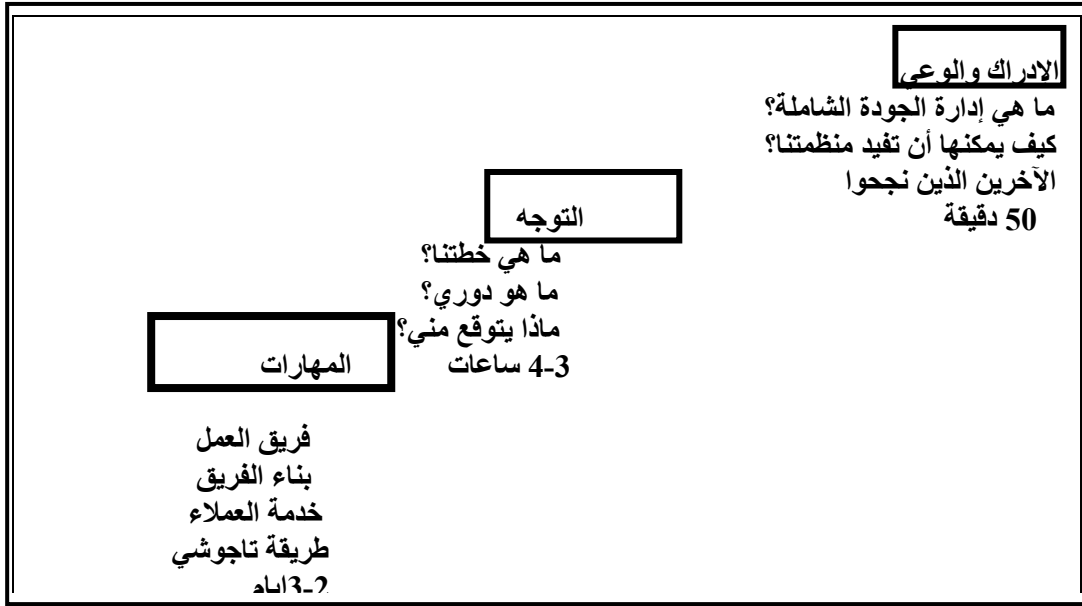 الادراك والوعي
ما هي إدارة الجودة الشاملة؟
كيف يمكنها أن تفيد منظمتنا؟
الآخرين الذين نجحوا
50 دقيقة
التوجه
ما هي خطتنا؟
ما هو دوري؟
ماذا يتوقع مني؟
3-4 ساعات
المهارات
فريق العمل
بناء الفريق
خدمة العملاء
طريقة تاجوشي
2-3ايام